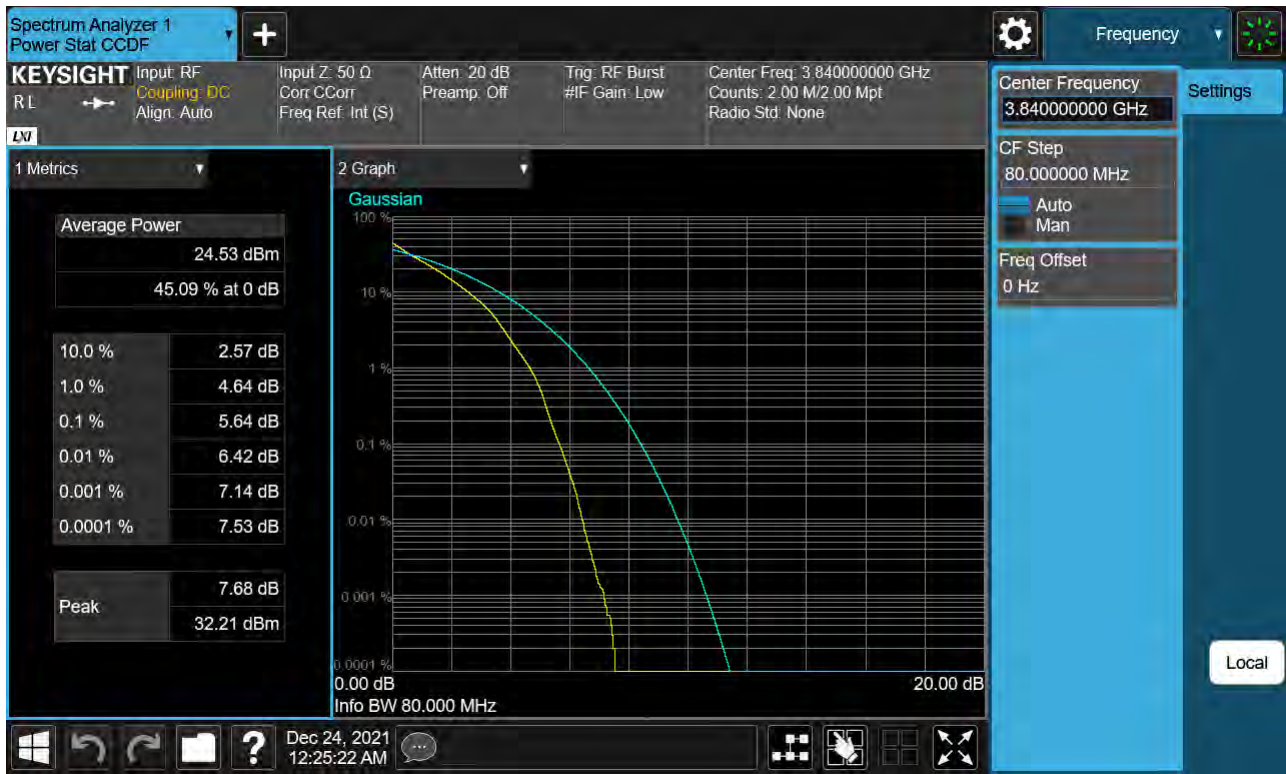 Spectrum Analyzer 1
Power Stat CCDF
+
Frequency
KEYSIGHT
RL
LXI
Input: RF
Coupling: DC
Align: Auto
Input Z: 50 Ω
Corr CCorr
Freq Ref: Int (S)
Atten: 20 dB
Preamp: Off
Trig: RF Burst
#IF Gain: Low
Center Freq: 3.840000000 GHz
Counts: 2.00 M/2.00 Mpt
Radio Std: None
Center Frequency
3.840000000 GHz
Settings
CF Step
80.000000 MHz
Auto
Man
Freq Offset
0 Hz
1 Metrics
Average Power
24.53 dBm
45.09 % at 0 dB
10.0 % 2.57 dB
1.0 % 4.64 dB
0.1 % 5.64 dB
0.01 % 6.42 dB
0.001 % 7.14 dB
0.0001 % 7.53 dB
Peak
7.68 dB
32.21 dBm
2 Graph
Gaussian
100 %
10 %
1 %
0.1 %
0.01 %
0.001 %
0.0001 %
0.00 dB 20.00 dB
Info BW 80.000 MHz
Local
?
Dec 24, 2021
12:25:22 AM